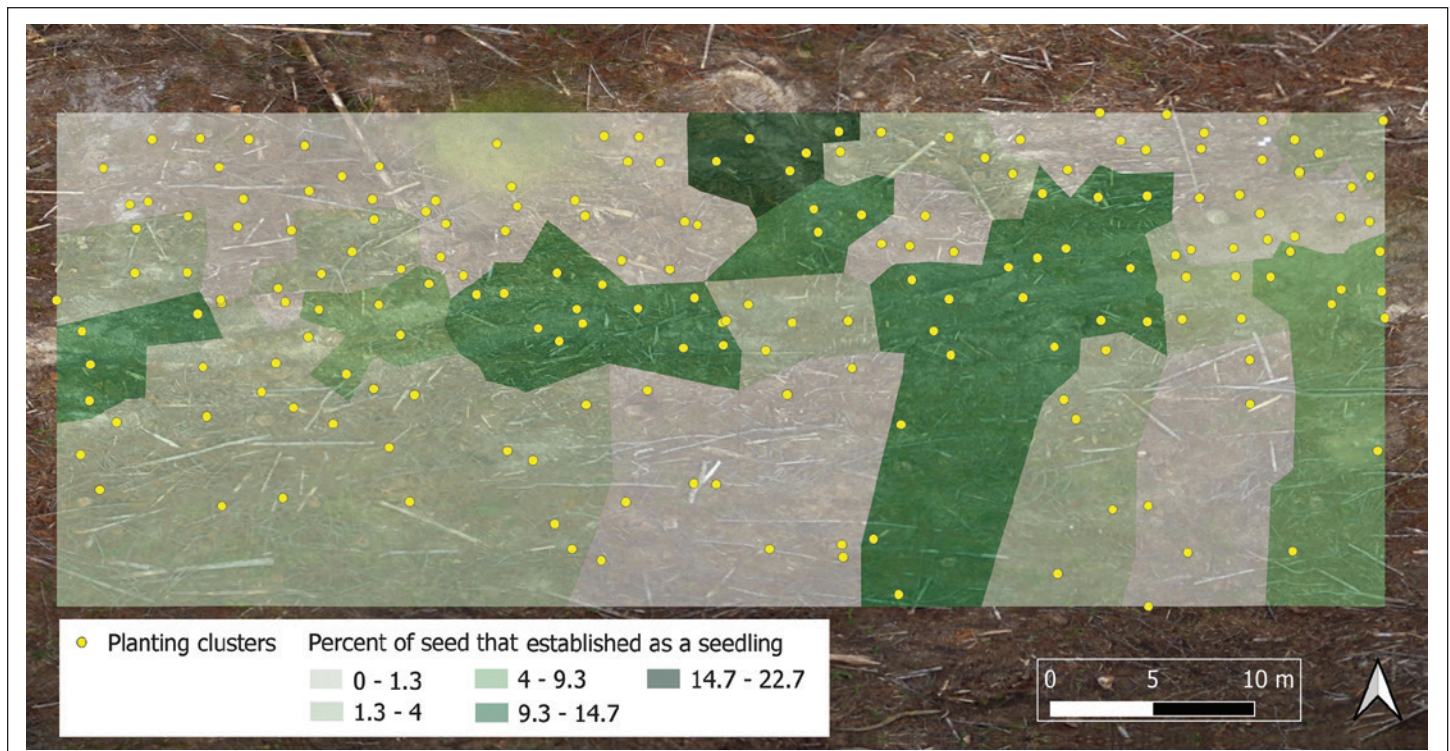 Planting clusters
Percent of seed that established as a seedling
0 - 1.3
4 - 9.3
14.7 - 22.7
1.3 - 4
9.3 - 14.7
0 5 10 m